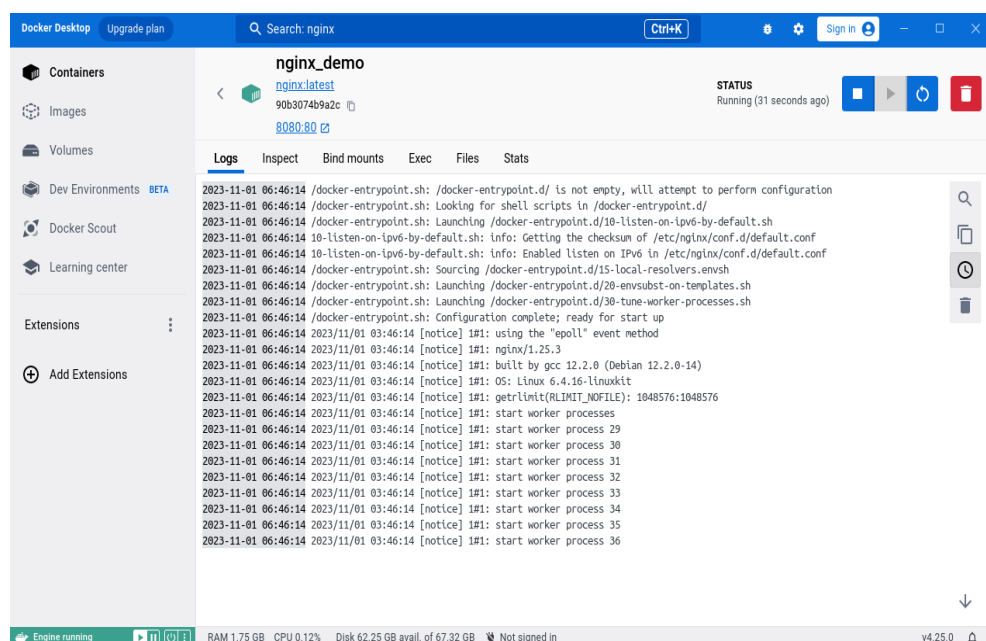 Docker Desktop Upgrade plan Search: nginx Ctrl+K Sign in
Containers
Images
Volumes
Dev Environments BETA
Docker Scout
Learning center
Extensions
Add Extensions
nginx_demo
nginx:latest
90b3074b9a2c
8080:80
STATUS
Running (31 seconds ago)
Logs Inspect Bind mounts Exec Files Stats
2023-11-01 06:46:14 /docker-entrypoint.sh: /docker-entrypoint.d/ is not empty, will attempt to perform configuration
2023-11-01 06:46:14 /docker-entrypoint.sh: Looking for shell scripts in /docker-entrypoint.d/
2023-11-01 06:46:14 /docker-entrypoint.sh: Launching /docker-entrypoint.d/10-listen-on-ipv6-by-default.sh
2023-11-01 06:46:14 10-listen-on-ipv6-by-default.sh: info: Getting the checksum of /etc/nginx/conf.d/default.conf
2023-11-01 06:46:14 10-listen-on-ipv6-by-default.sh: info: Enabled listen on IPv6 in /etc/nginx/conf.d/default.conf
2023-11-01 06:46:14 /docker-entrypoint.sh: Sourcing /docker-entrypoint.d/15-local-resolvers.envsh
2023-11-01 06:46:14 /docker-entrypoint.sh: Launching /docker-entrypoint.d/20-envsubst-on-templates.sh
2023-11-01 06:46:14 /docker-entrypoint.sh: Launching /docker-entrypoint.d/30-tune-worker-processes.sh
2023-11-01 06:46:14 /docker-entrypoint.sh: Configuration complete; ready for start up
2023-11-01 06:46:14 2023/11/01 03:46:14 [notice] 1#1: using the "epoll" event method
2023-11-01 06:46:14 2023/11/01 03:46:14 [notice] 1#1: nginx/1.25.3
2023-11-01 06:46:14 2023/11/01 03:46:14 [notice] 1#1: built by gcc 12.2.0 (Debian 12.2.0-14)
2023-11-01 06:46:14 2023/11/01 03:46:14 [notice] 1#1: OS: Linux 6.4.16-linuxkit
2023-11-01 06:46:14 2023/11/01 03:46:14 [notice] 1#1: getrlimit(RLIMIT_NOFILE): 1048576:1048576
2023-11-01 06:46:14 2023/11/01 03:46:14 [notice] 1#1: start worker processes
2023-11-01 06:46:14 2023/11/01 03:46:14 [notice] 1#1: start worker process 29
2023-11-01 06:46:14 2023/11/01 03:46:14 [notice] 1#1: start worker process 30
2023-11-01 06:46:14 2023/11/01 03:46:14 [notice] 1#1: start worker process 31
2023-11-01 06:46:14 2023/11/01 03:46:14 [notice] 1#1: start worker process 32
2023-11-01 06:46:14 2023/11/01 03:46:14 [notice] 1#1: start worker process 33
2023-11-01 06:46:14 2023/11/01 03:46:14 [notice] 1#1: start worker process 34
2023-11-01 06:46:14 2023/11/01 03:46:14 [notice] 1#1: start worker process 35
2023-11-01 06:46:14 2023/11/01 03:46:14 [notice] 1#1: start worker process 36
Engine running RAM 1.75 GB CPU 0.12% Disk 62.25 GB avail. of 67.32 GB Not signed in v4.25.0